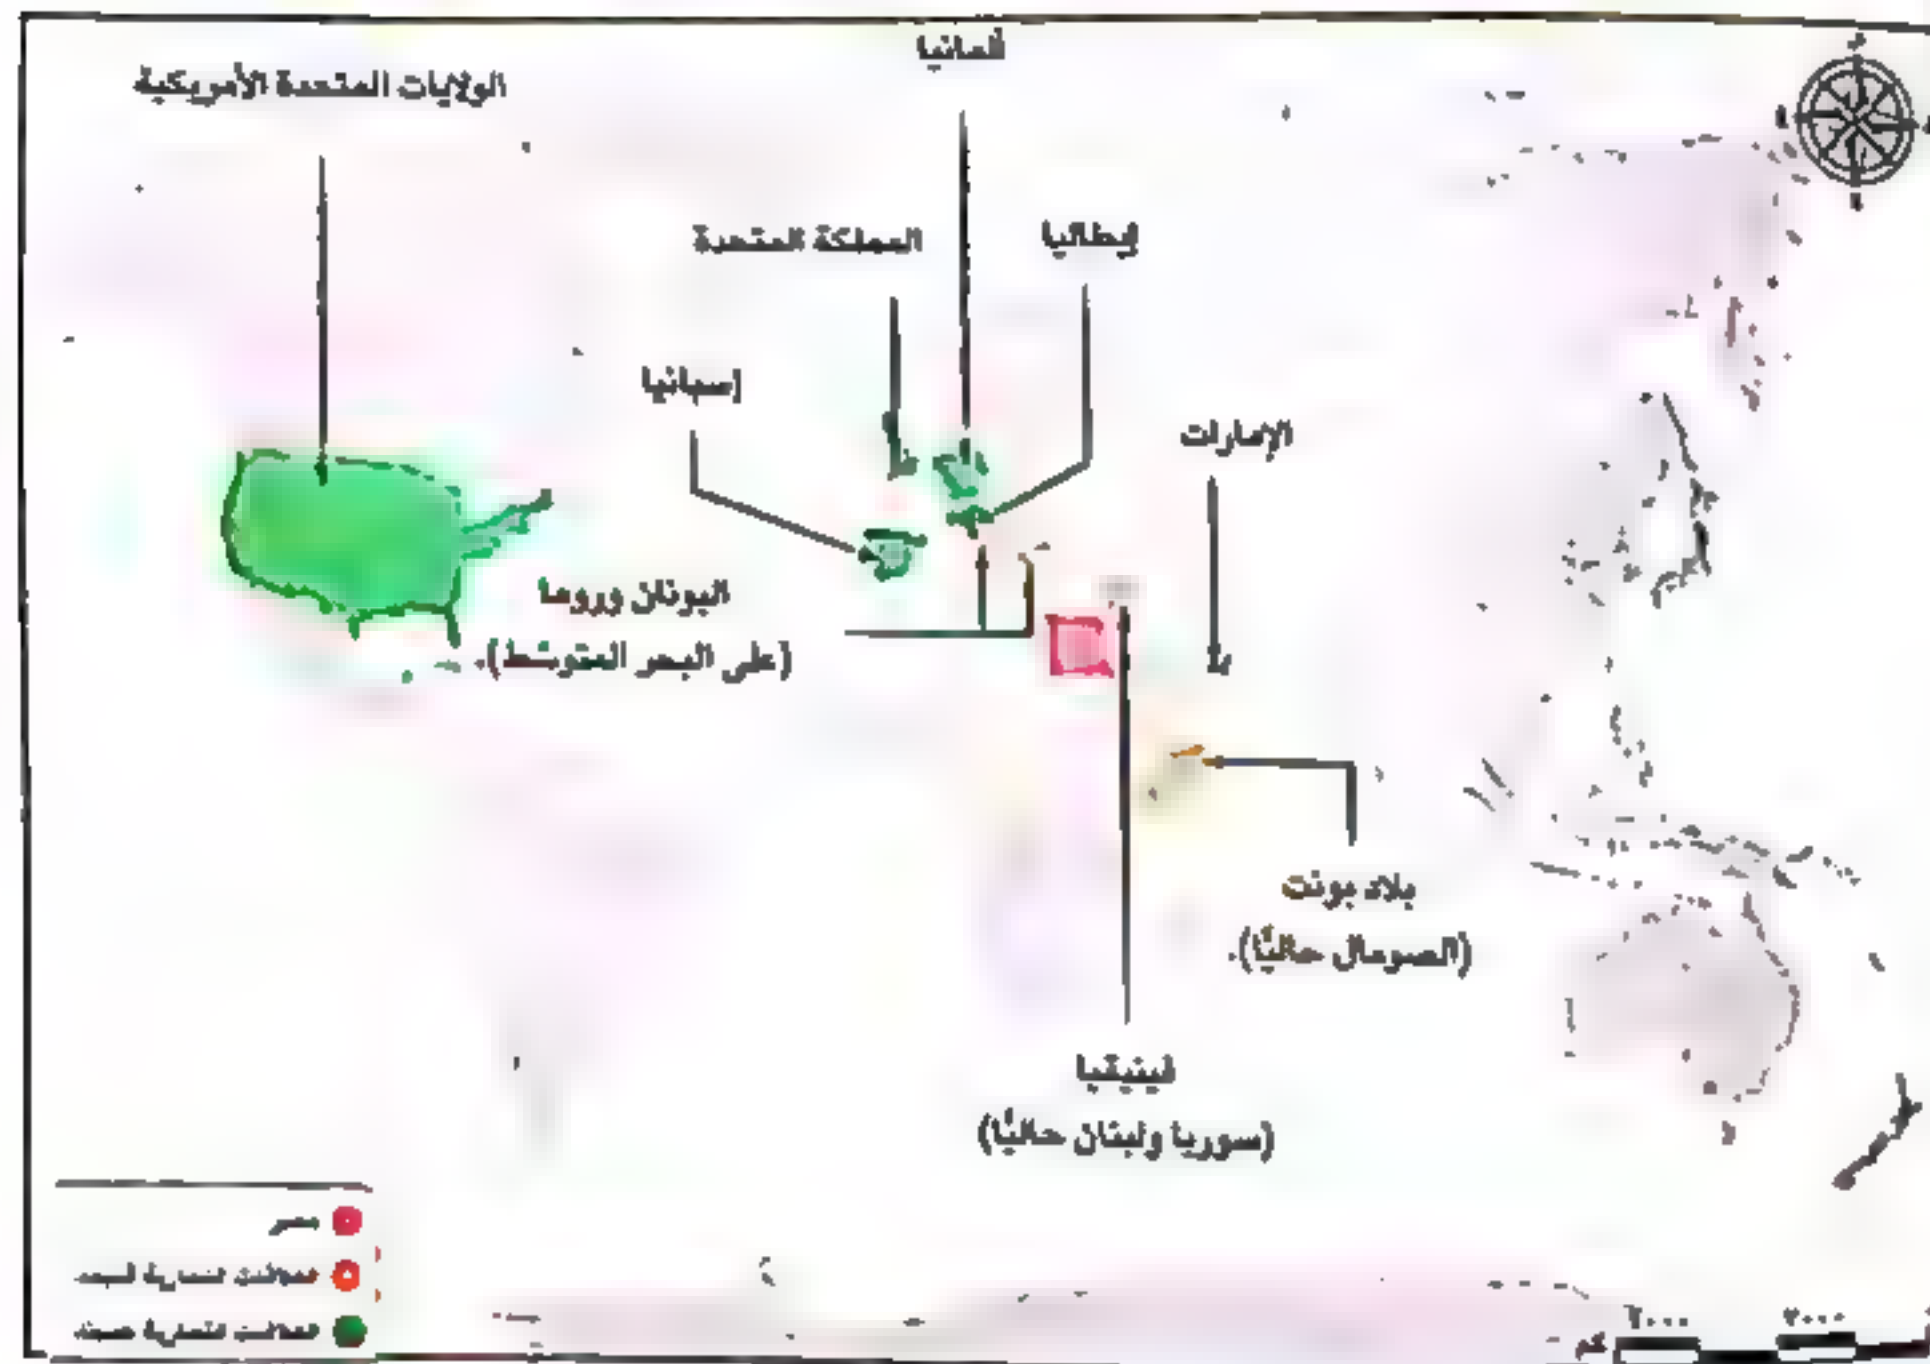 ألمانيا
الولايات المتحدة الأمريكية
المملكة المتحدة
إيطاليا
إسبانيا
الإمارات
اليونان وروما
(على البحر المتوسط).
بلاد بونت
(الصومال حاليًا).
فينيقيا
(سوريا ولبنان حاليًا)
مصر
كم